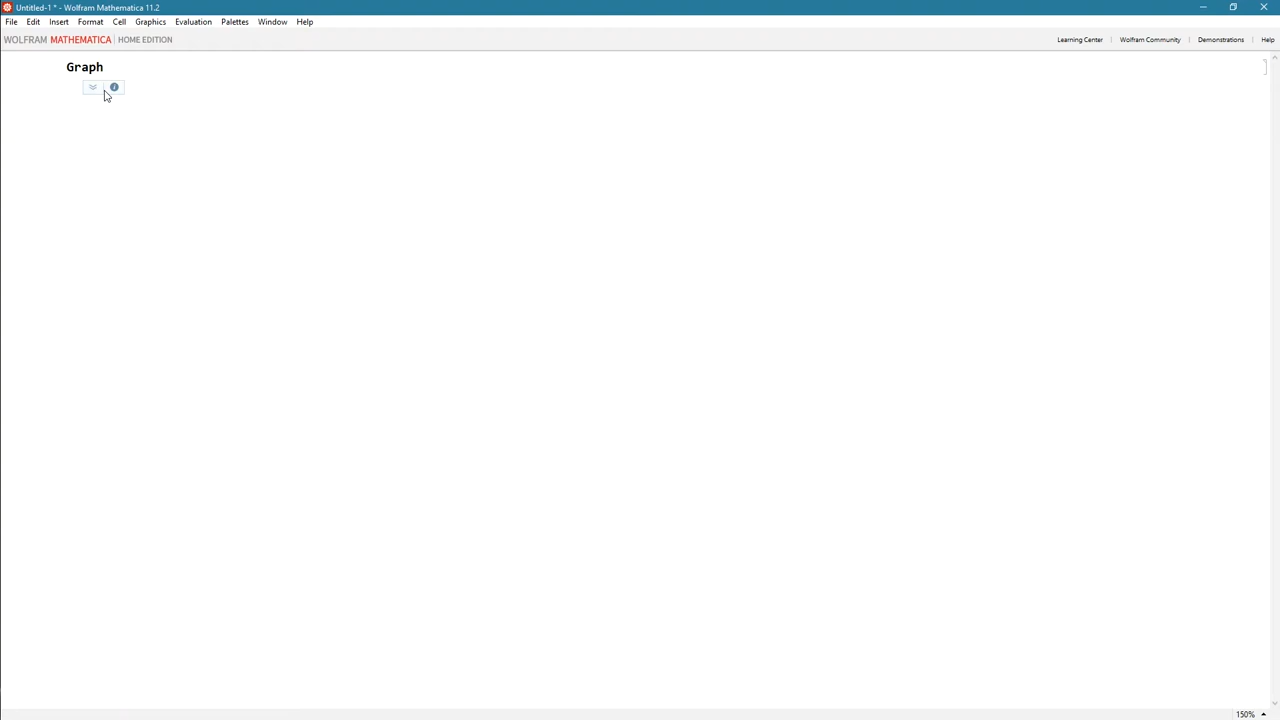 Untitled-1 * - Wolfram Mathematica 11.2
File Edit Insert Format Cell Graphics Evaluation Palettes Window Help
WOLFRAM MATHEMATICA | HOME EDITION Learning Center | Wolfram Community | Demonstrations | Help
Graph
i
150%